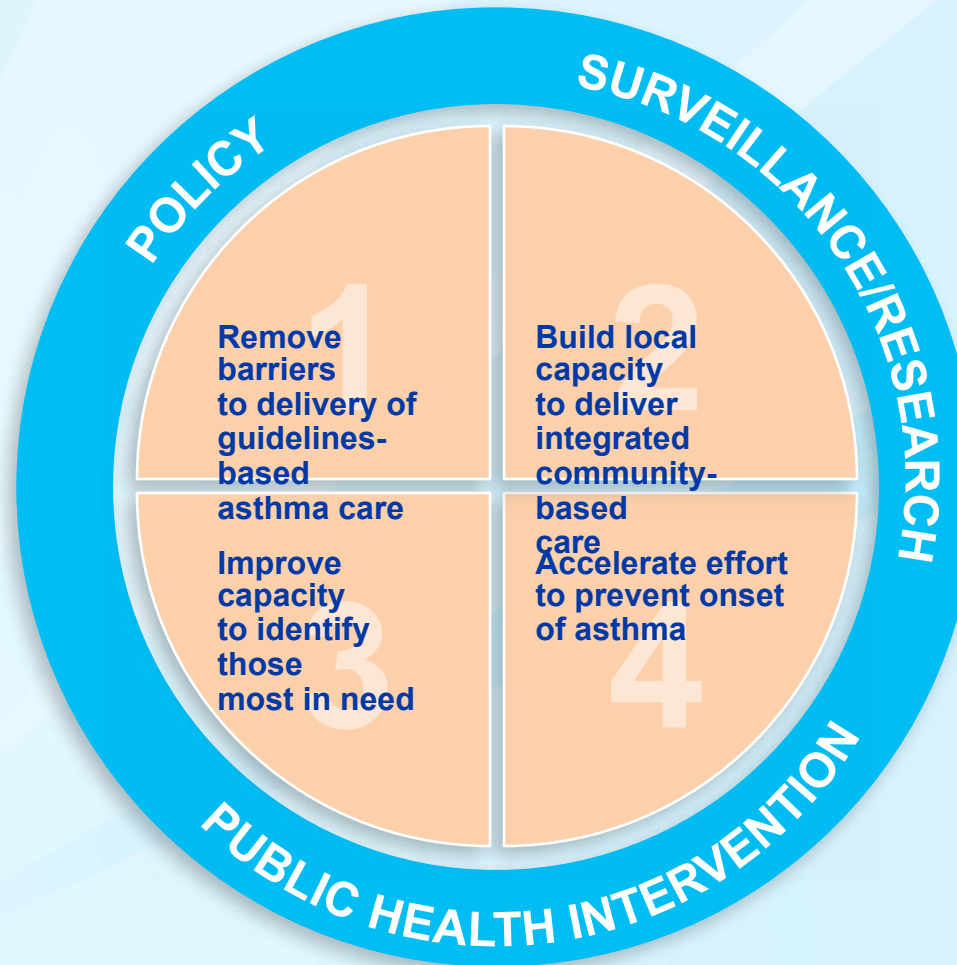 POLICY
SURVEILLANCE/RESEARCH
1
Remove
barriers
to delivery of
guidelines-
based
asthma care
2
Build local
capacity
to deliver
integrated
community-
based
care
3
Improve
capacity
to identify
those
most in need
4
Accelerate effort
to prevent onset
of asthma
PUBLIC HEALTH INTERVENTION